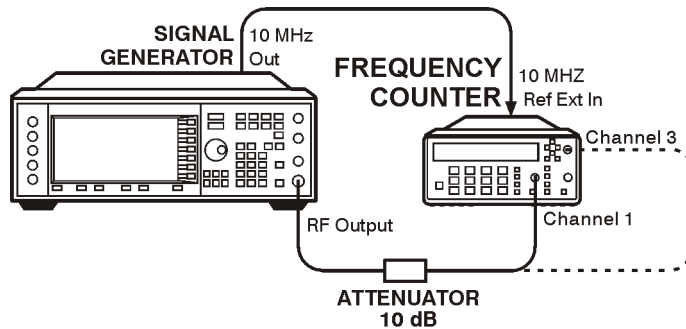 SIGNAL
GENERATOR
10 MHz
Out
FREQUENCY
COUNTER
10 MHZ
Ref Ext In
Channel 3
Channel 1
RF Output
ATTENUATOR
10 dB